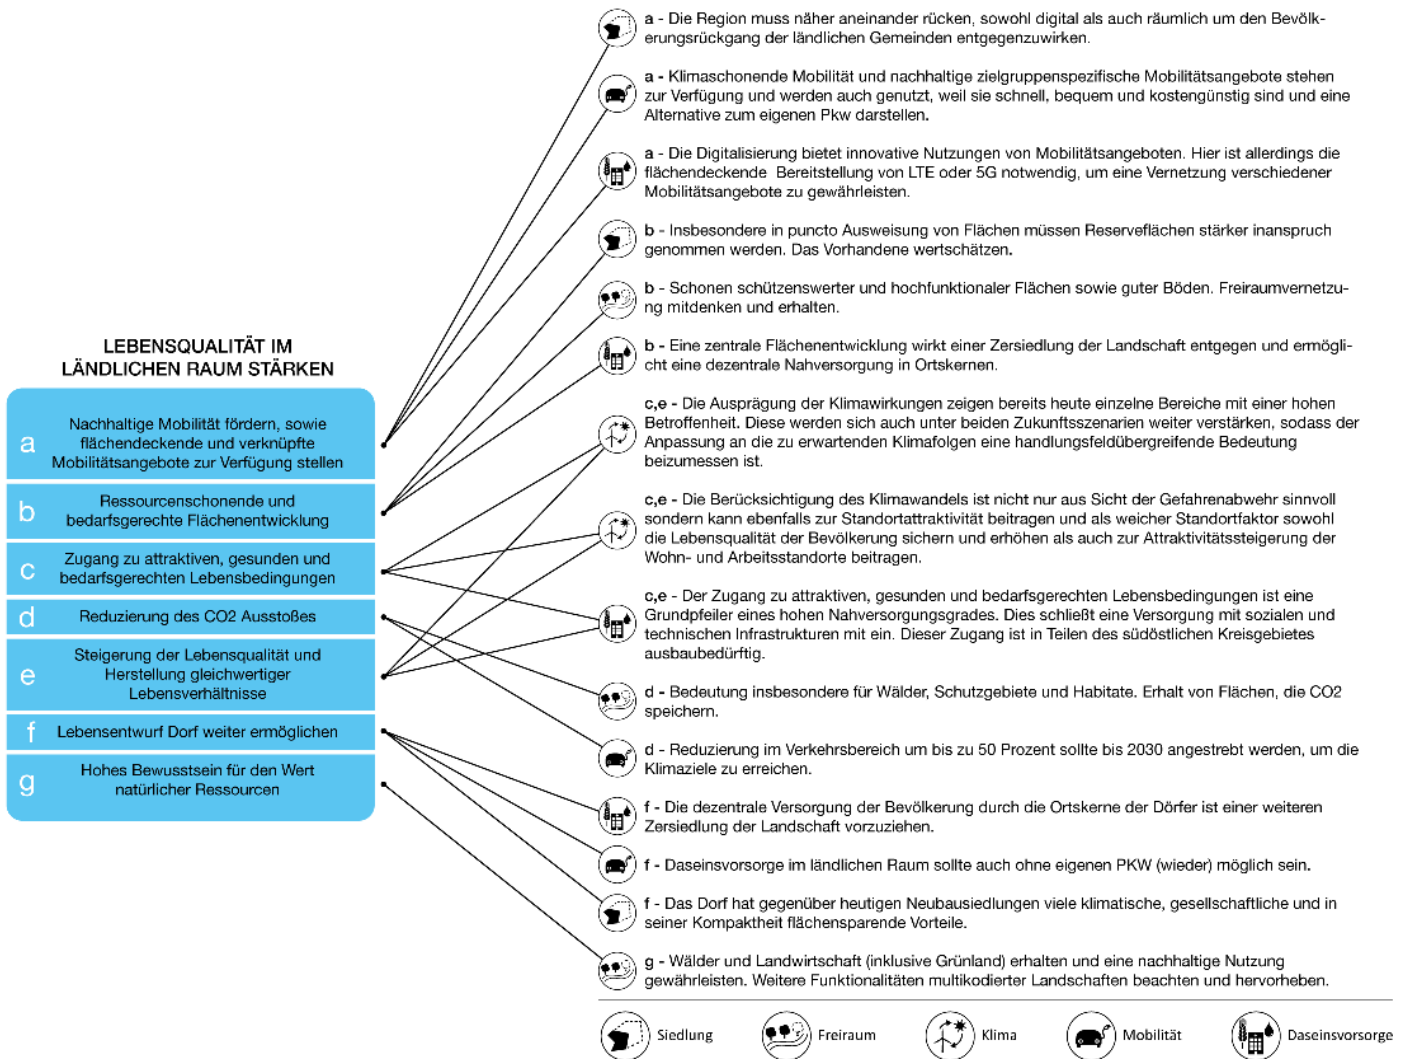 LEBENSQUALITÄT IM
LÄNDLICHEN RAUM STÄRKEN
a
Nachhaltige Mobilität fördern, sowie
flächendeckende und verknüpfte
Mobilitätsangebote zur Verfügung stellen
b
Ressourcenschonende und
bedarfsgerechte Flächenentwicklung
c
Zugang zu attraktiven, gesunden und
bedarfsgerechten Lebensbedingungen
d
Reduzierung des CO2 Ausstoßes
e
Steigerung der Lebensqualität und
Herstellung gleichwertiger
Lebensverhältnisse
f
Lebensentwurf Dorf weiter ermöglichen
g
Hohes Bewusstsein für den Wert
natürlicher Ressourcen
a - Die Region muss näher aneinander rücken, sowohl digital als auch räumlich um den Bevölk-
erungsrückgang der ländlichen Gemeinden entgegenzuwirken.
a - Klimaschonende Mobilität und nachhaltige zielgruppenspezifische Mobilitätsangebote stehen
zur Verfügung und werden auch genutzt, weil sie schnell, bequem und kostengünstig sind und eine
Alternative zum eigenen Pkw darstellen.
a - Die Digitalisierung bietet innovative Nutzungen von Mobilitätsangeboten. Hier ist allerdings die
flächendeckende Bereitstellung von LTE oder 5G notwendig, um eine Vernetzung verschiedener
Mobilitätsangebote zu gewährleisten.
b - Insbesondere in puncto Ausweisung von Flächen müssen Reserveflächen stärker inanspruch
genommen werden. Das Vorhandene wertschätzen.
b - Schonen schützenswerter und hochfunktionaler Flächen sowie guter Böden. Freiraumvernetzu-
ng mitdenken und erhalten.
b - Eine zentrale Flächenentwicklung wirkt einer Zersiedlung der Landschaft entgegen und ermögli-
cht eine dezentrale Nahversorgung in Ortskernen.
c,e - Die Ausprägung der Klimawirkungen zeigen bereits heute einzelne Bereiche mit einer hohen
Betroffenheit. Diese werden sich auch unter beiden Zukunftsszenarien weiter verstärken, sodass der
Anpassung an die zu erwartenden Klimafolgen eine handlungsfeldübergreifende Bedeutung
beizumessen ist.
c,e - Die Berücksichtigung des Klimawandels ist nicht nur aus Sicht der Gefahrenabwehr sinnvoll
sondern kann ebenfalls zur Standortattraktivität beitragen und als weicher Standortfaktor sowohl
die Lebensqualität der Bevölkerung sichern und erhöhen als auch zur Attraktivitätssteigerung der
Wohn- und Arbeitsstandorte beitragen.
c,e - Der Zugang zu attraktiven, gesunden und bedarfsgerechten Lebensbedingungen ist eine
Grundpfeiler eines hohen Nahversorgungsgrades. Dies schließt eine Versorgung mit sozialen und
technischen Infrastrukturen mit ein. Dieser Zugang ist in Teilen des südöstlichen Kreisgebietes
ausbaubedürftig.
d - Bedeutung insbesondere für Wälder, Schutzgebiete und Habitate. Erhalt von Flächen, die CO2
speichern.
d - Reduzierung im Verkehrsbereich um bis zu 50 Prozent sollte bis 2030 angestrebt werden, um die
Klimaziele zu erreichen.
f - Die dezentrale Versorgung der Bevölkerung durch die Ortskerne der Dörfer ist einer weiteren
Zersiedlung der Landschaft vorzuziehen.
f - Daseinsvorsorge im ländlichen Raum sollte auch ohne eigenen PKW (wieder) möglich sein.
f - Das Dorf hat gegenüber heutigen Neubausiedlungen viele klimatische, gesellschaftliche und in
seiner Kompaktheit flächensparende Vorteile.
g - Wälder und Landwirtschaft (inklusive Grünland) erhalten und eine nachhaltige Nutzung
gewährleisten. Weitere Funktionalitäten multikodierter Landschaften beachten und hervorheben.
Siedlung
Freiraum
Klima
Mobilität
Daseinsvorsorge